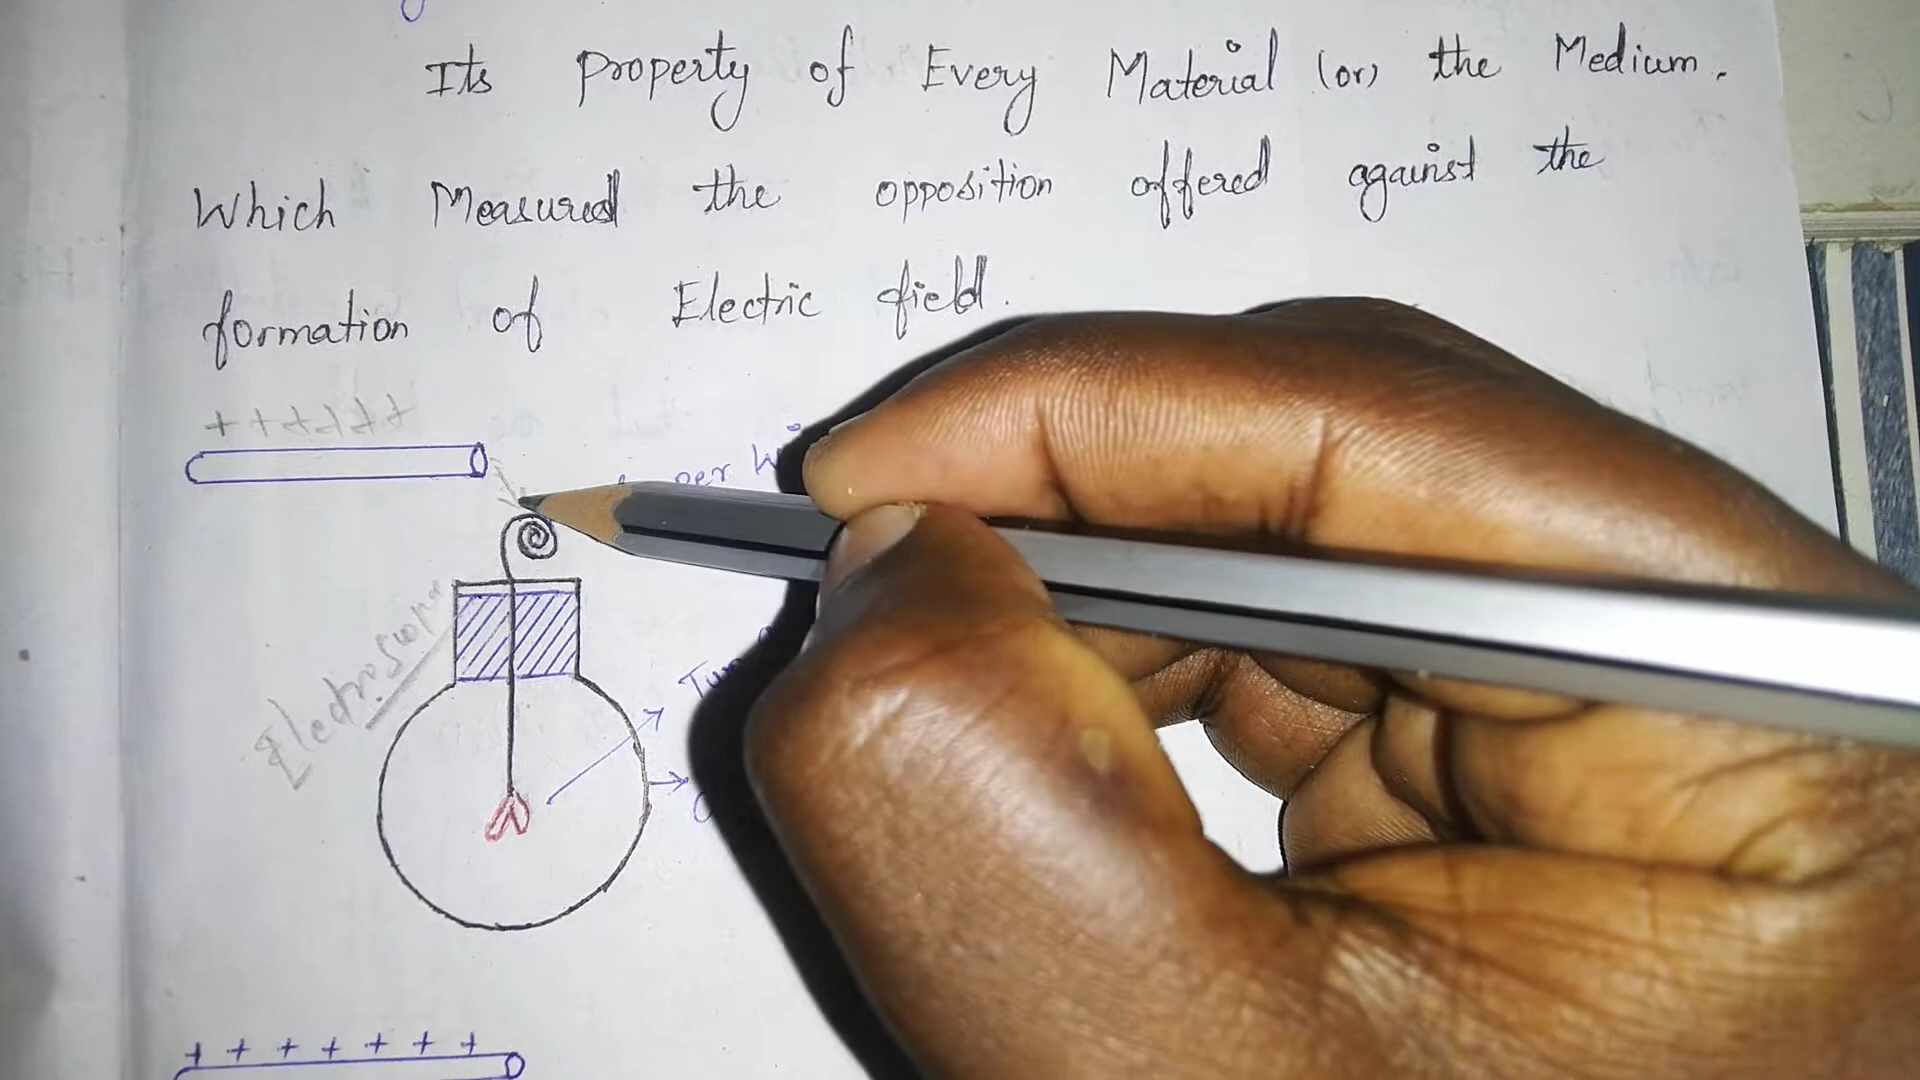 Its property of Every Material (or) the Medium.
Which Measured the opposition offered against the
formation of Electric field.
+ + + + + +
Electroscope
+ + + + + + +